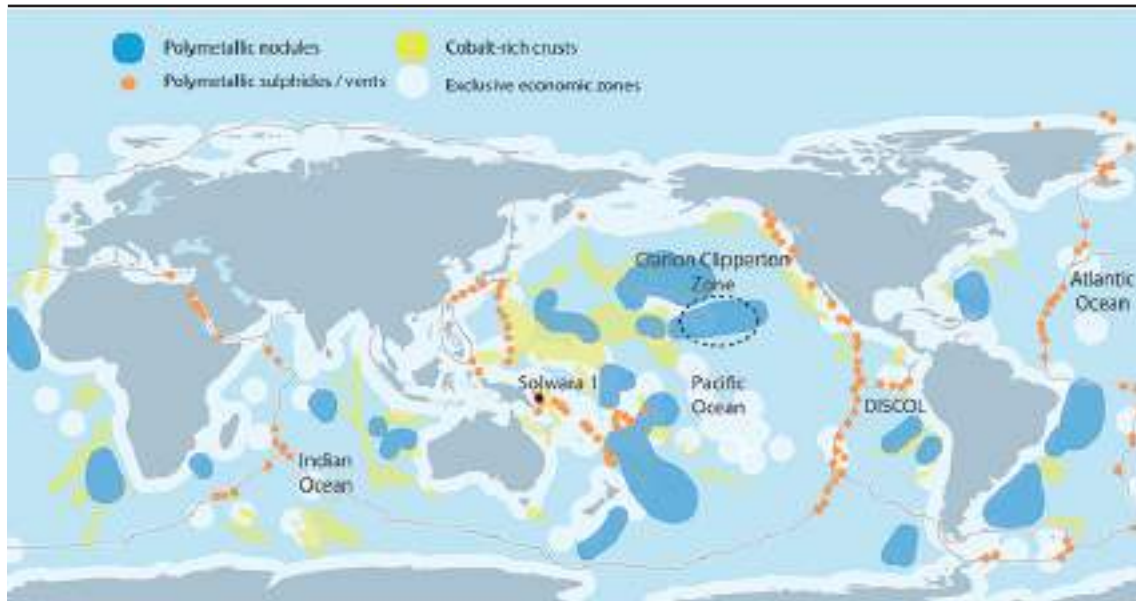 Polymetallic nodules
Cobalt-rich crusts
Polymetallic sulphides / vents
Exclusive economic zones
Clarion Clipperton
Zone
Atlantic
Ocean
Solwara 1
Pacific
Ocean
DISCOL
Indian
Ocean